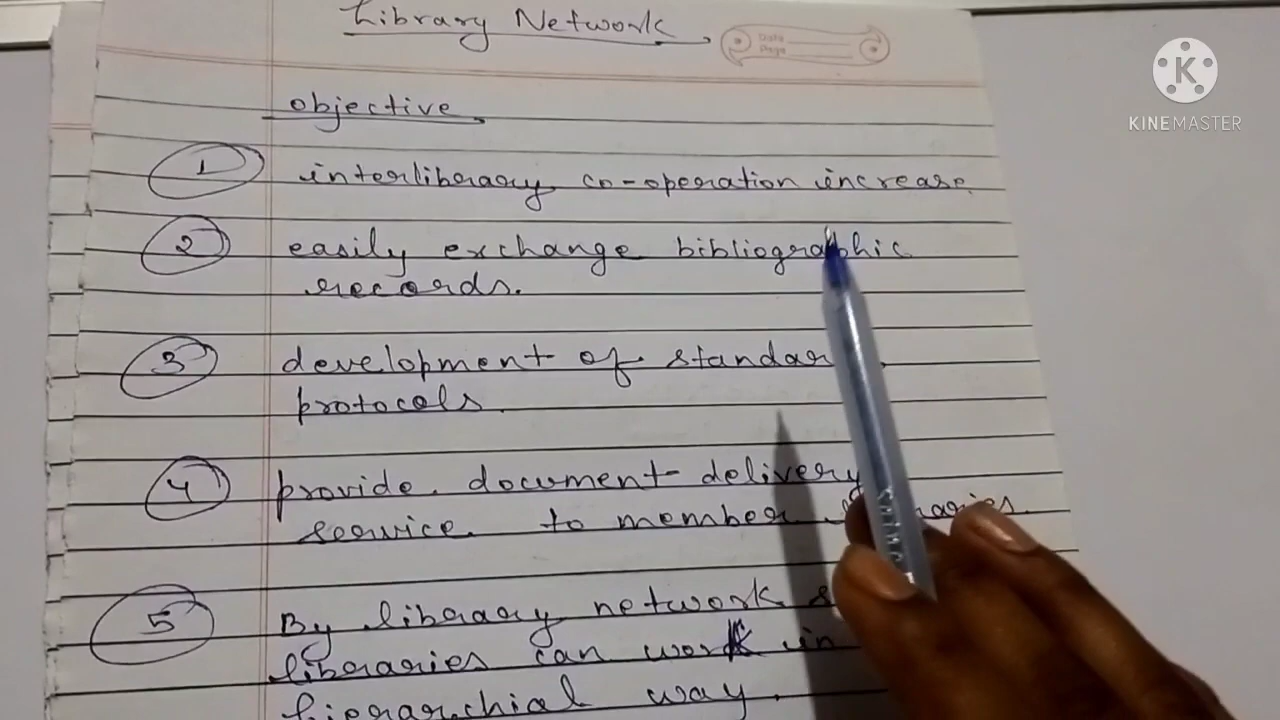 Library Network
Date
Page
K
KINEMASTER
objective
1 interlibrary co-operation increase.
2 easily exchange bibliographic
records.
3 development of
protocols.
4 provide document delivery
service to member
5 By library network
libraries can work in
hierarchial way.